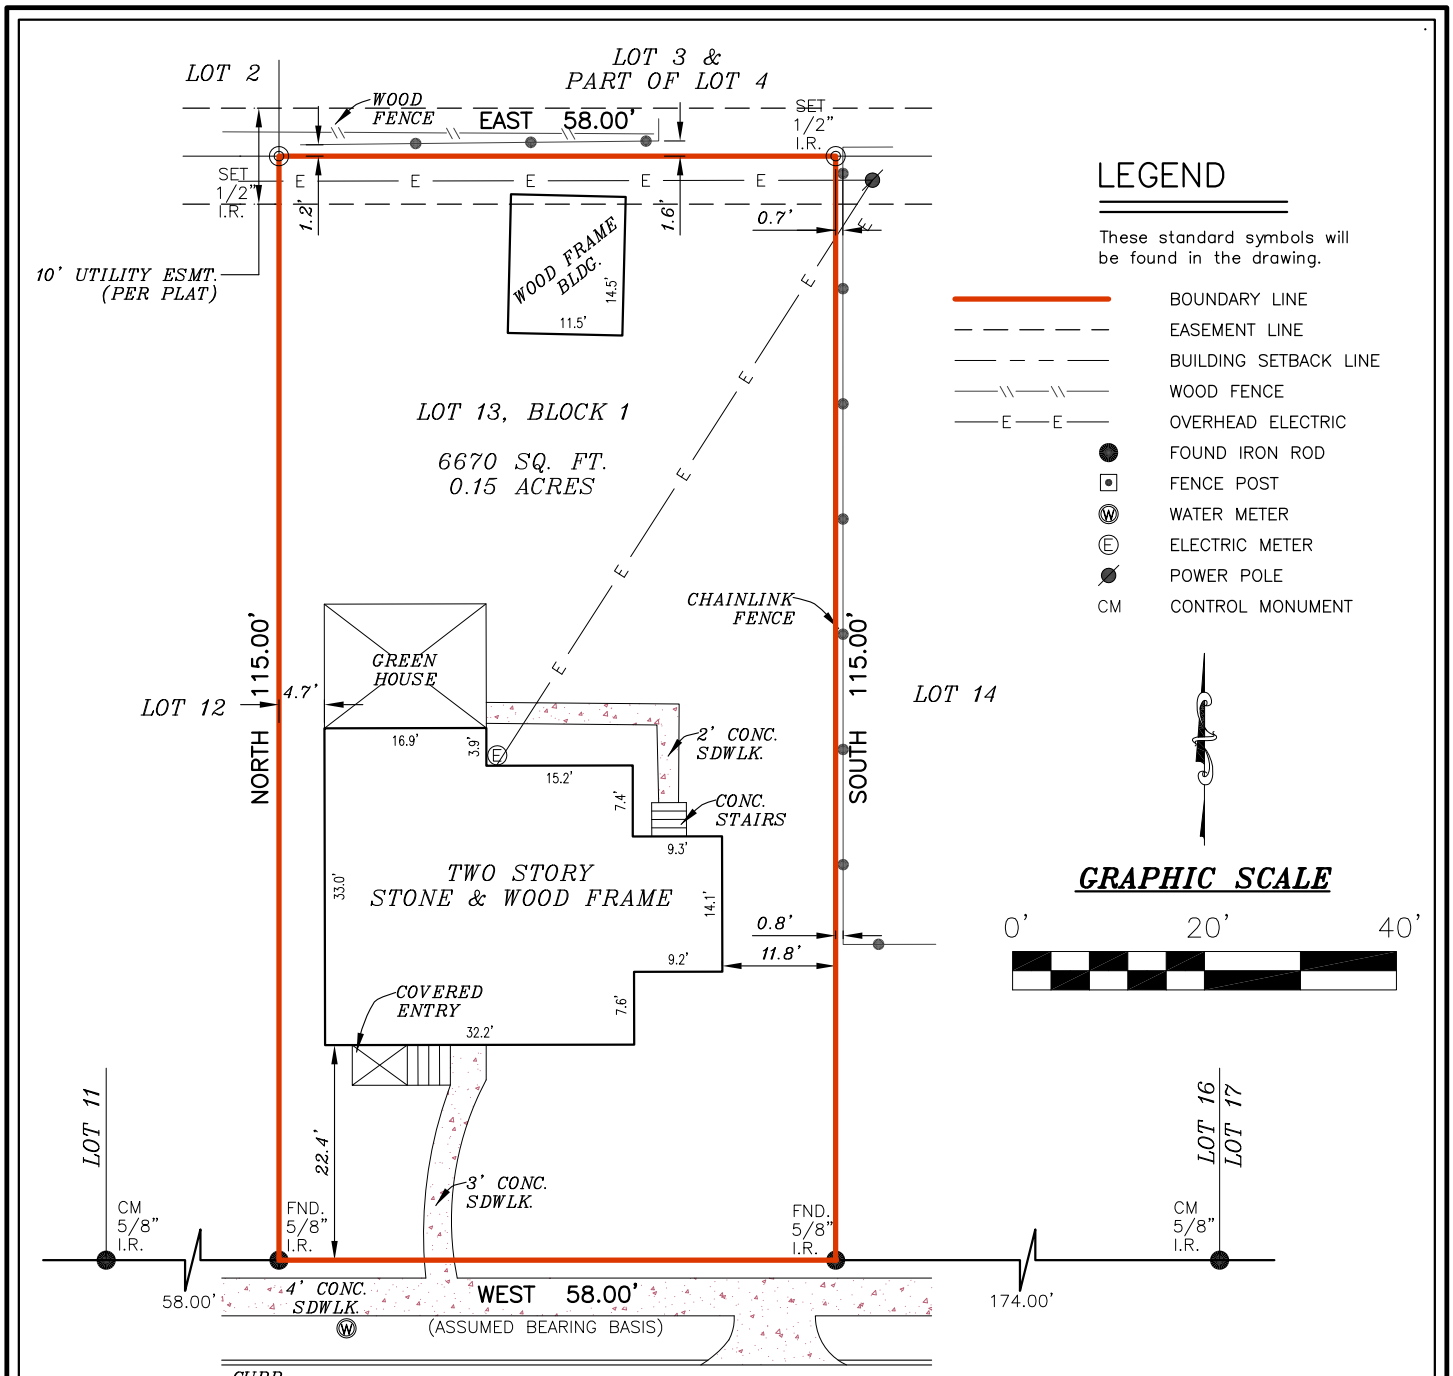 LOT 2
LOT 3 &
PART OF LOT 4
WOOD
FENCE
EAST 58.00'
SET
1/2"
I.R.
SET
1/2"
I.R.
E E E E E
1.2'
1.6'
0.7'
E
10' UTILITY ESMT.
(PER PLAT)
WOOD FRAME
BLDG.
14.5'
11.5'
E
E
LOT 13, BLOCK 1
6670 SQ. FT.
0.15 ACRES
E
E
E
CHAINLINK
FENCE
NORTH 115.00'
SOUTH 115.00'
GREEN
HOUSE
4.7'
LOT 12
LOT 14
16.9'
3.9'
E
15.2'
2' CONC.
SDWLK.
7.4'
CONC.
STAIRS
9.3'
TWO STORY
STONE & WOOD FRAME
33.0'
14.1'
0.8'
11.8'
9.2'
7.6'
COVERED
ENTRY
32.2'
22.4'
3' CONC.
SDWLK.
LOT 11
CM
5/8"
I.R.
FND.
5/8"
I.R.
FND.
5/8"
I.R.
LOT 16
LOT 17
CM
5/8"
I.R.
58.00'
4' CONC.
SDWLK.
WEST 58.00'
(ASSUMED BEARING BASIS)
174.00'
W
LEGEND
These standard symbols will
be found in the drawing.
BOUNDARY LINE
EASEMENT LINE
BUILDING SETBACK LINE
WOOD FENCE
E E OVERHEAD ELECTRIC
FOUND IRON ROD
FENCE POST
W WATER METER
E ELECTRIC METER
POWER POLE
CM CONTROL MONUMENT
GRAPHIC SCALE
0' 20' 40'